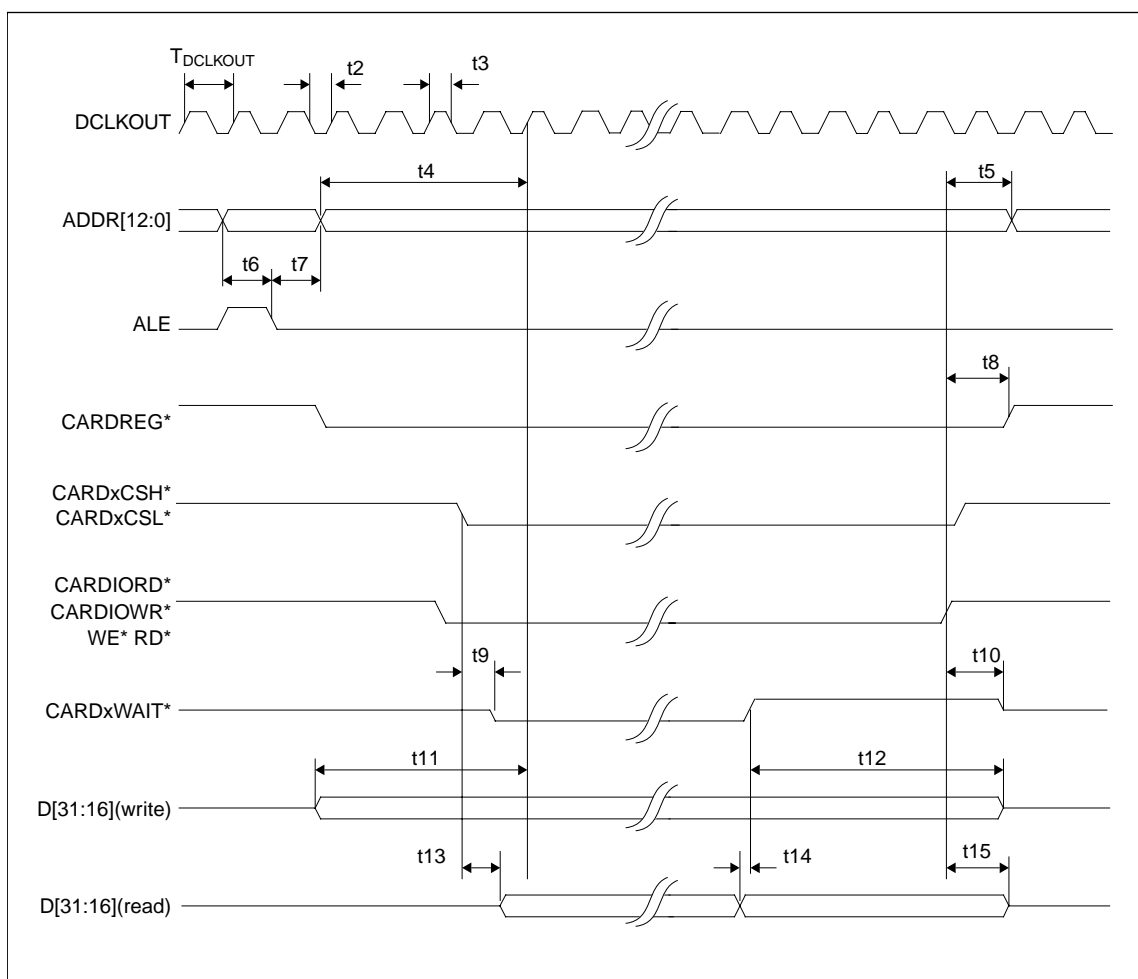 TDCLKOUT
t2
t3
DCLKOUT
t4
t5
ADDR[12:0]
t6
t7
ALE
t8
CARDREG*
CARDxCSH*
CARDxCSL*
CARDIORD*
CARDIOWR*
WE* RD*
t9
t10
CARDxWAIT*
t11
t12
D[31:16](write)
t13
t14
t15
D[31:16](read)